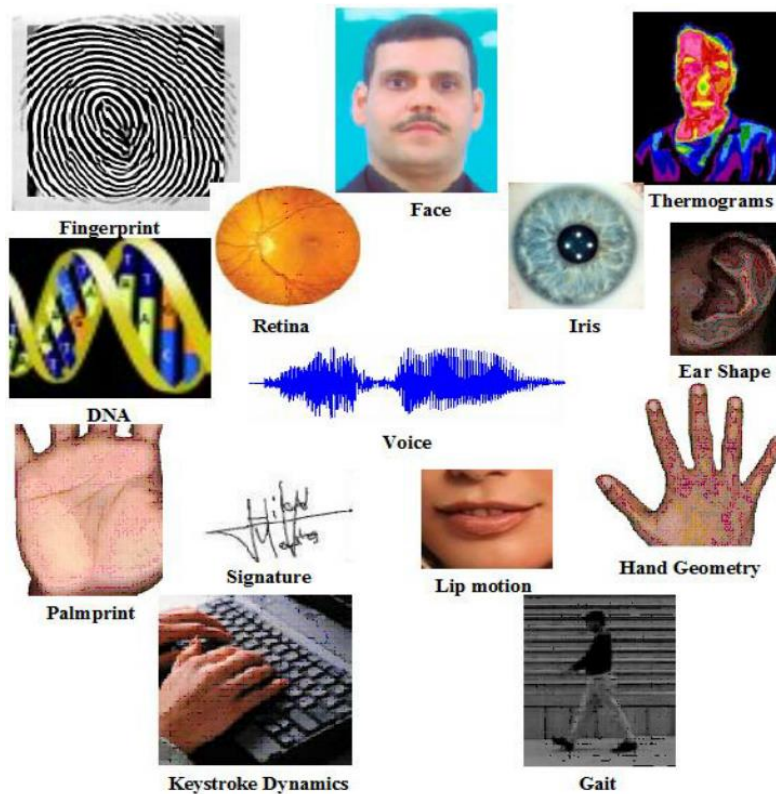 Fingerprint
Face
Thermograms
Retina
Iris
Ear Shape
DNA
Voice
Palmprint
Signature
Lip motion
Hand Geometry
Keystroke Dynamics
Gait